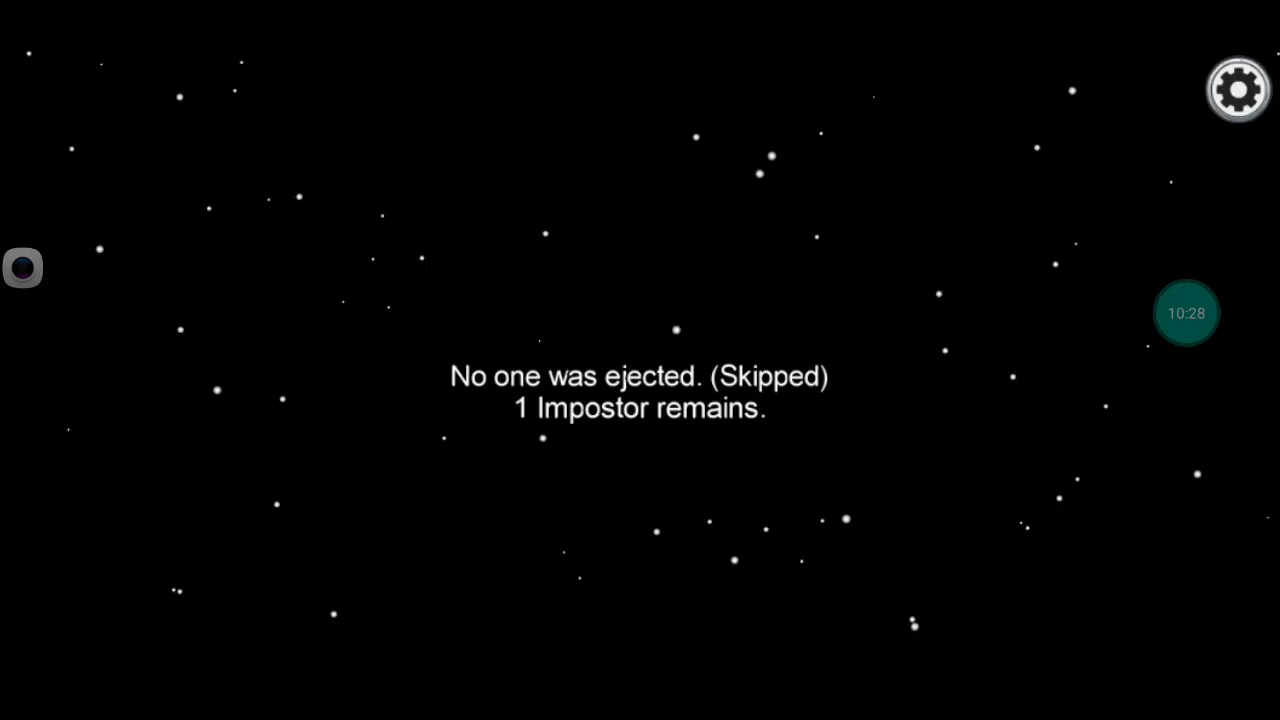 10:28
No one was ejected. (Skipped)
1 Impostor remains.